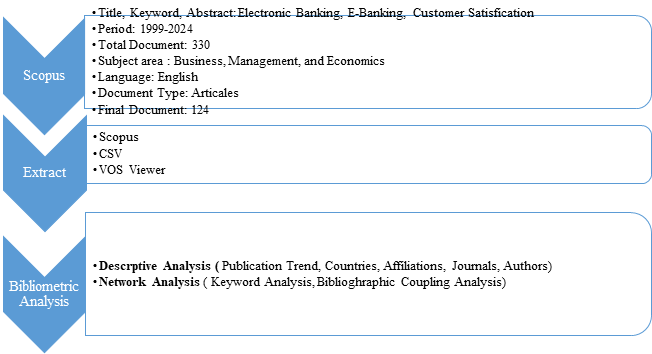 Scopus
•Title, Keyword, Abstract:Electronic Banking, E-Banking, Customer Satisfication
•Period: 1999-2024
•Total Document: 330
•Subject area : Business, Management, and Economics
•Language: English
•Document Type: Articales
•Final Document: 124
Extract
•Scopus
•CSV
•VOS Viewer
Bibliometric
Analysis
•Descrptive Analysis ( Publication Trend, Countries, Affiliations, Journals, Authors)
•Network Analysis ( Keyword Analysis, Biblioghraphic Coupling Analysis)